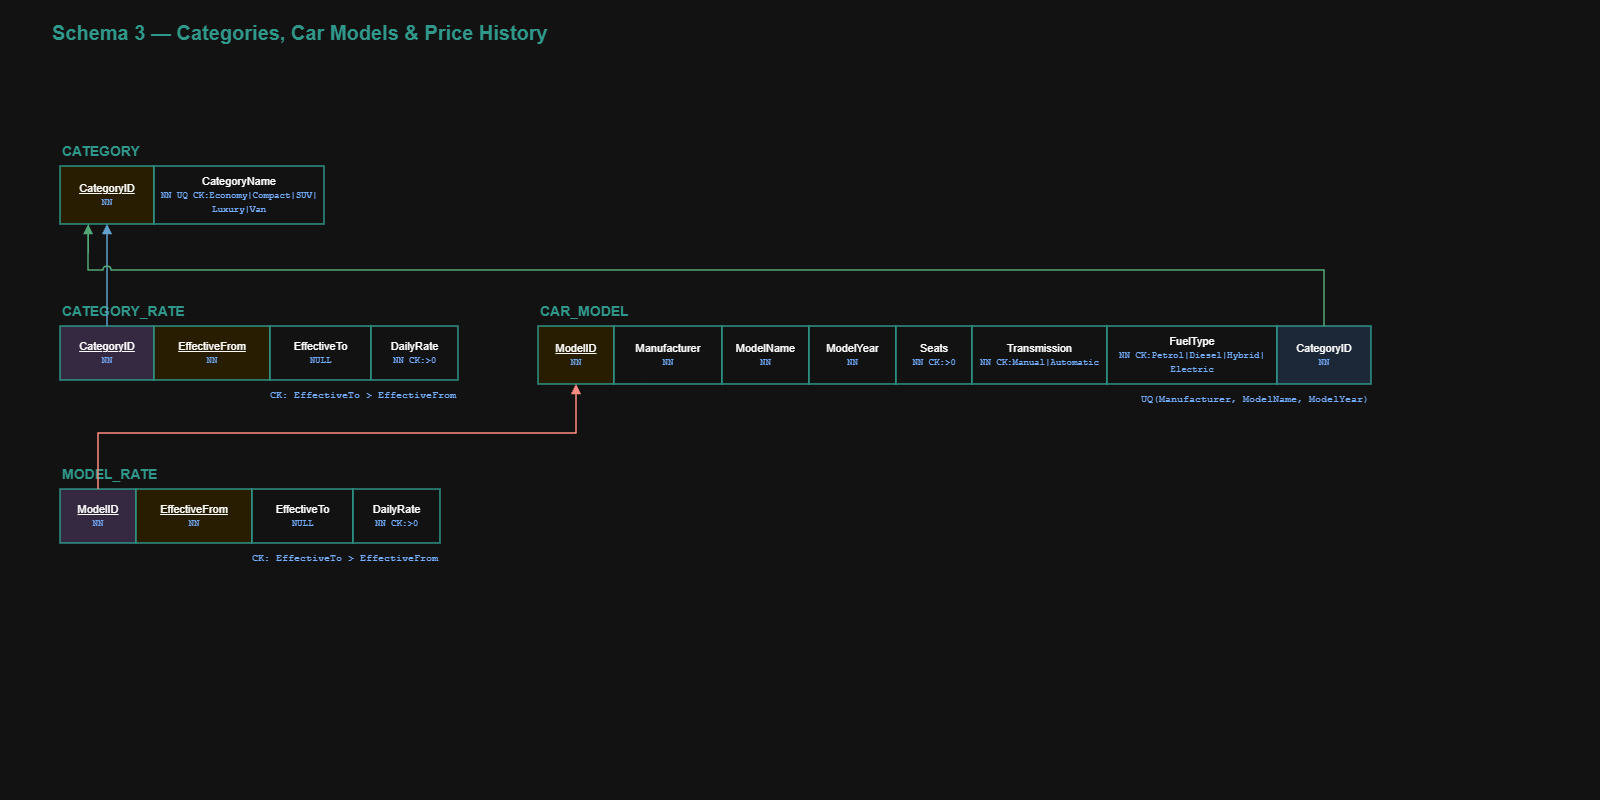 Schema 3 — Categories, Car Models & Price History
CATEGORY
CategoryID
NN
CategoryName
NN UQ CK:Economy|Compact|SUV|
Luxury|Van
CATEGORY_RATE
CategoryID
NN
EffectiveFrom
NN
EffectiveTo
NULL
DailyRate
NN CK:>0
CK: EffectiveTo > EffectiveFrom
CAR_MODEL
ModelID
NN
Manufacturer
NN
ModelName
NN
ModelYear
NN
Seats
NN CK:>0
Transmission
NN CK:Manual|Automatic
FuelType
NN CK:Petrol|Diesel|Hybrid|
Electric
CategoryID
NN
UQ(Manufacturer, ModelName, ModelYear)
MODEL_RATE
ModelID
NN
EffectiveFrom
NN
EffectiveTo
NULL
DailyRate
NN CK:>0
CK: EffectiveTo > EffectiveFrom